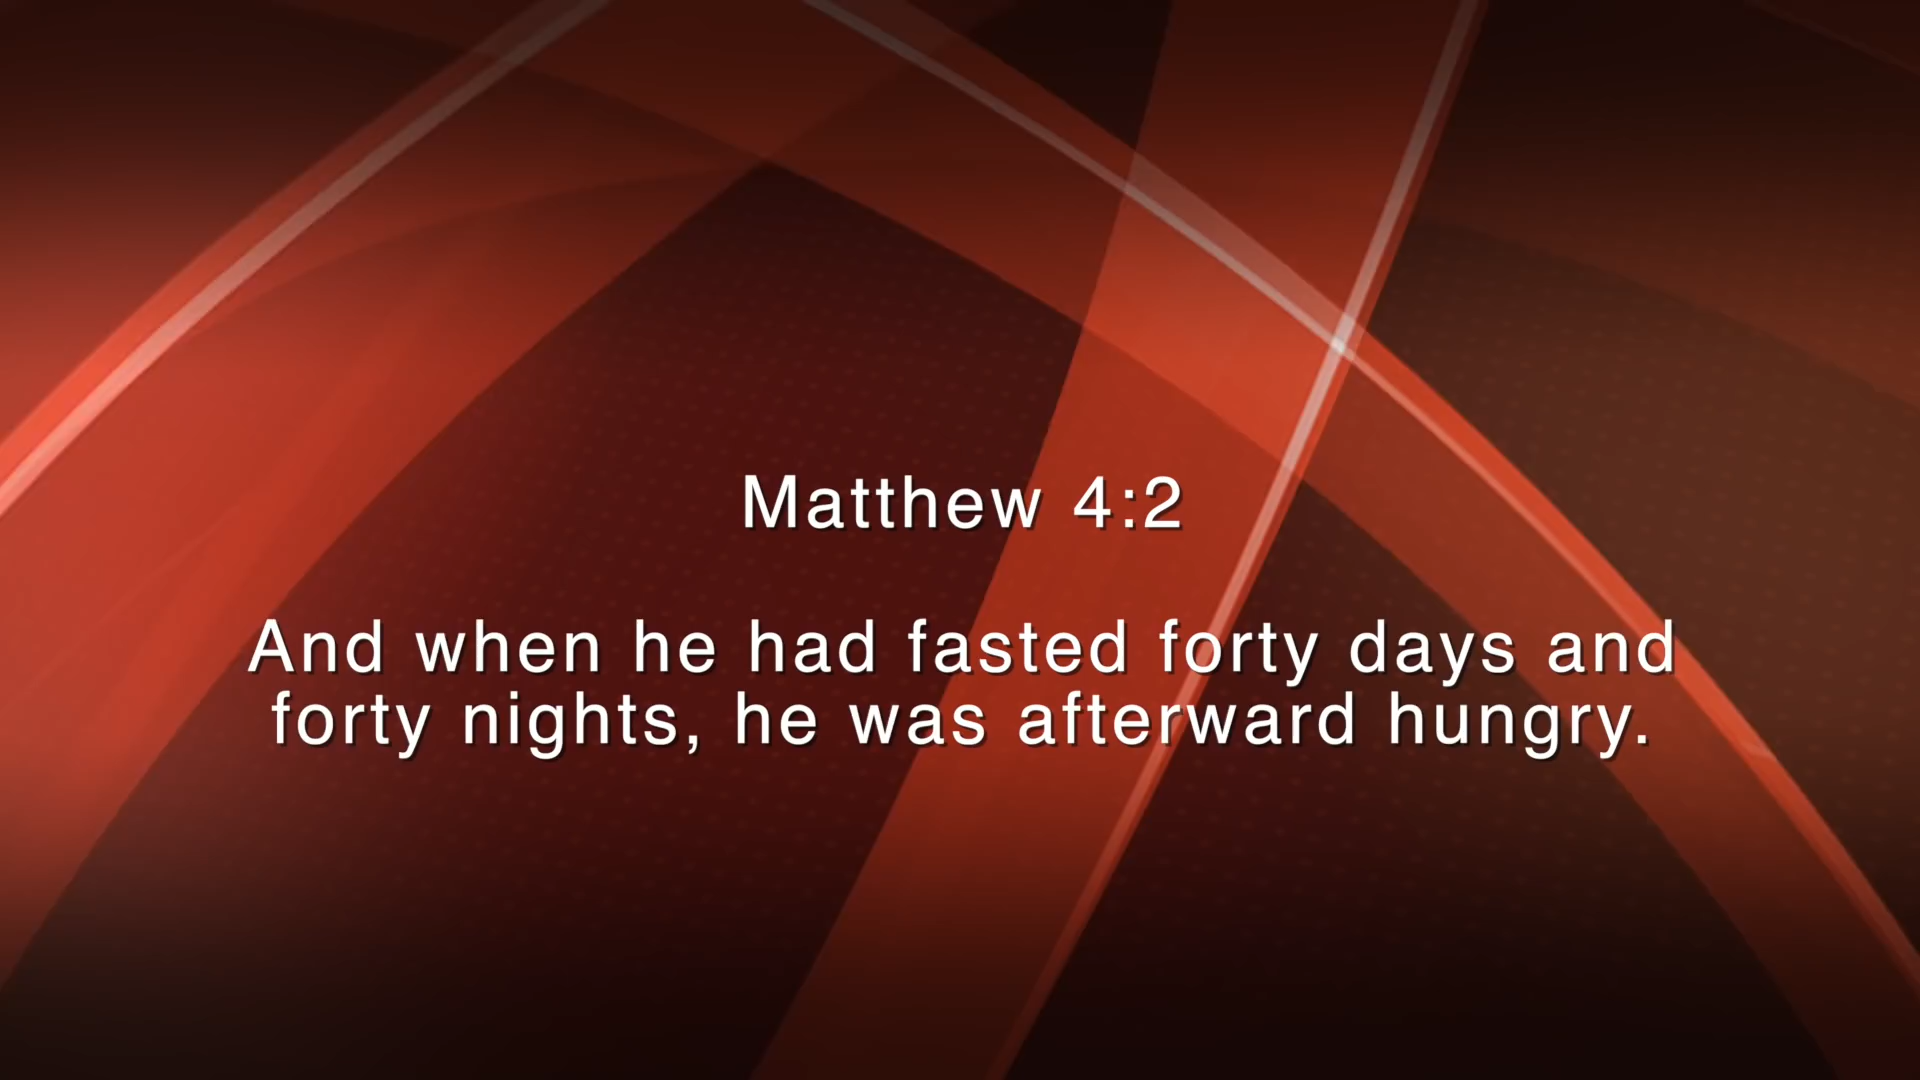 Matthew 4:2
And when he had fasted forty days and
forty nights, he was afterward hungry.